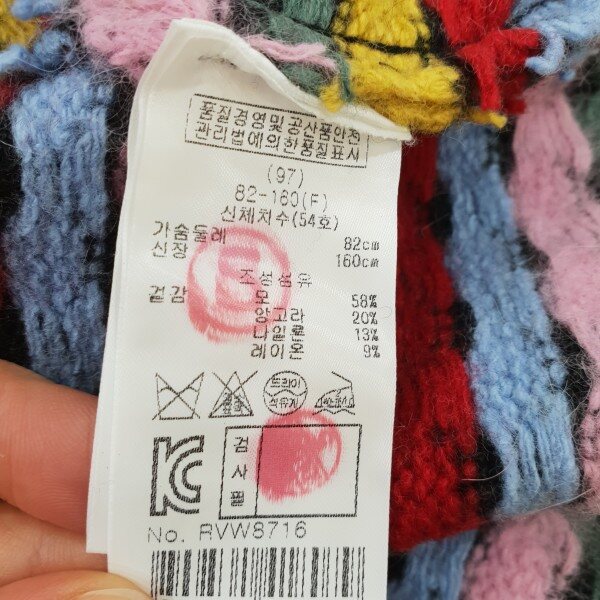 품질경영및 공산품안전
관리법에의한품질표시
(97)
82-160(F)
신체치수(54호)
가슴둘레 82cm
신장 160cm
조성섬유
겉감 모 58%
앙고라 20%
나일론 13%
레이온 9%
드라이
석유계
검사필
No. RVW8716